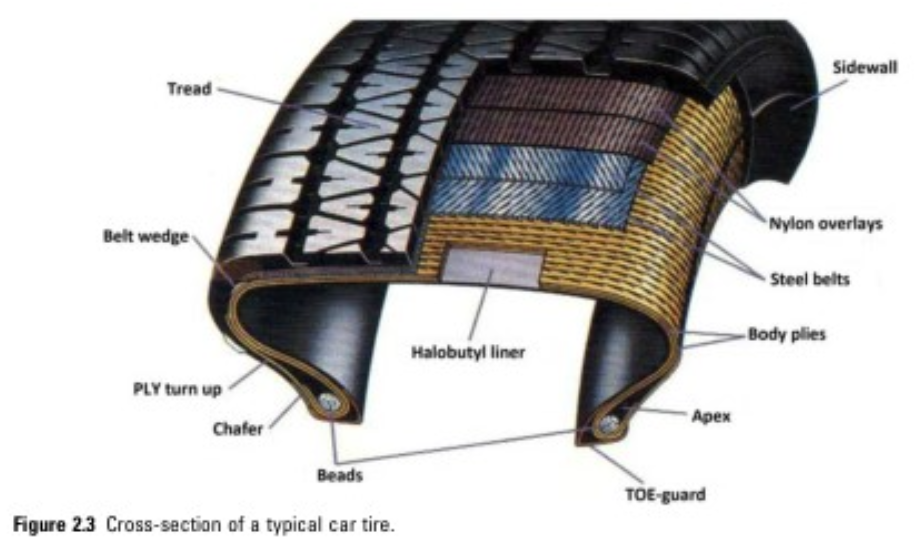 Sidewall
Tread
Nylon overlays
Belt wedge
Steel belts
Body plies
Halobutyl liner
PLY turn up
Apex
Chafer
Beads
TOE-guard
Figure 2.3 Cross-section of a typical car tire.